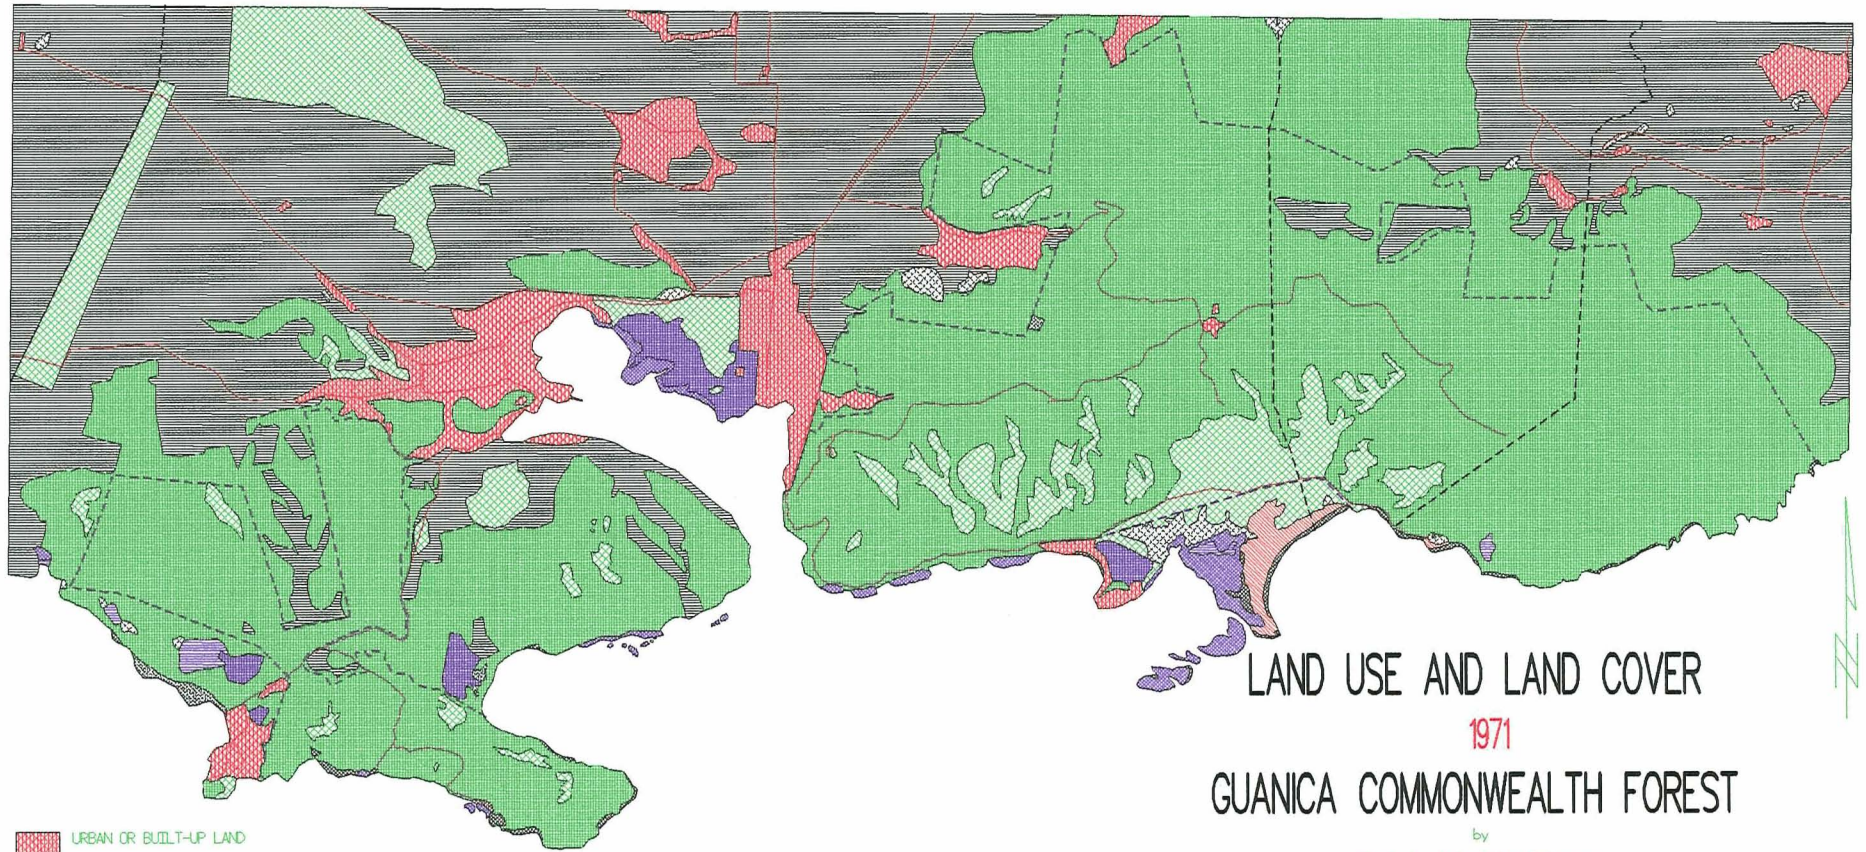 LAND USE AND LAND COVER
1971
GUANICA COMMONWEALTH FOREST
by
URBAN OR BUILT-UP LAND